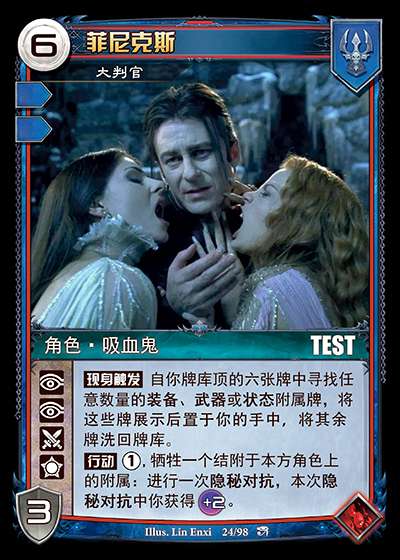 6
菲尼克斯
大判官
角色·吸血鬼 TEST
现身触发 自你牌库顶的六张牌中寻找任
意数量的装备、武器或状态附属牌，将
这些牌展示后置于你的手中，将其余
牌洗回牌库。
行动 ①，牺牲一个结附于本方角色上
的附属：进行一次隐秘对抗，本次隐
秘对抗中你获得 +2。
3
Illus. Lin Enxi 24/98